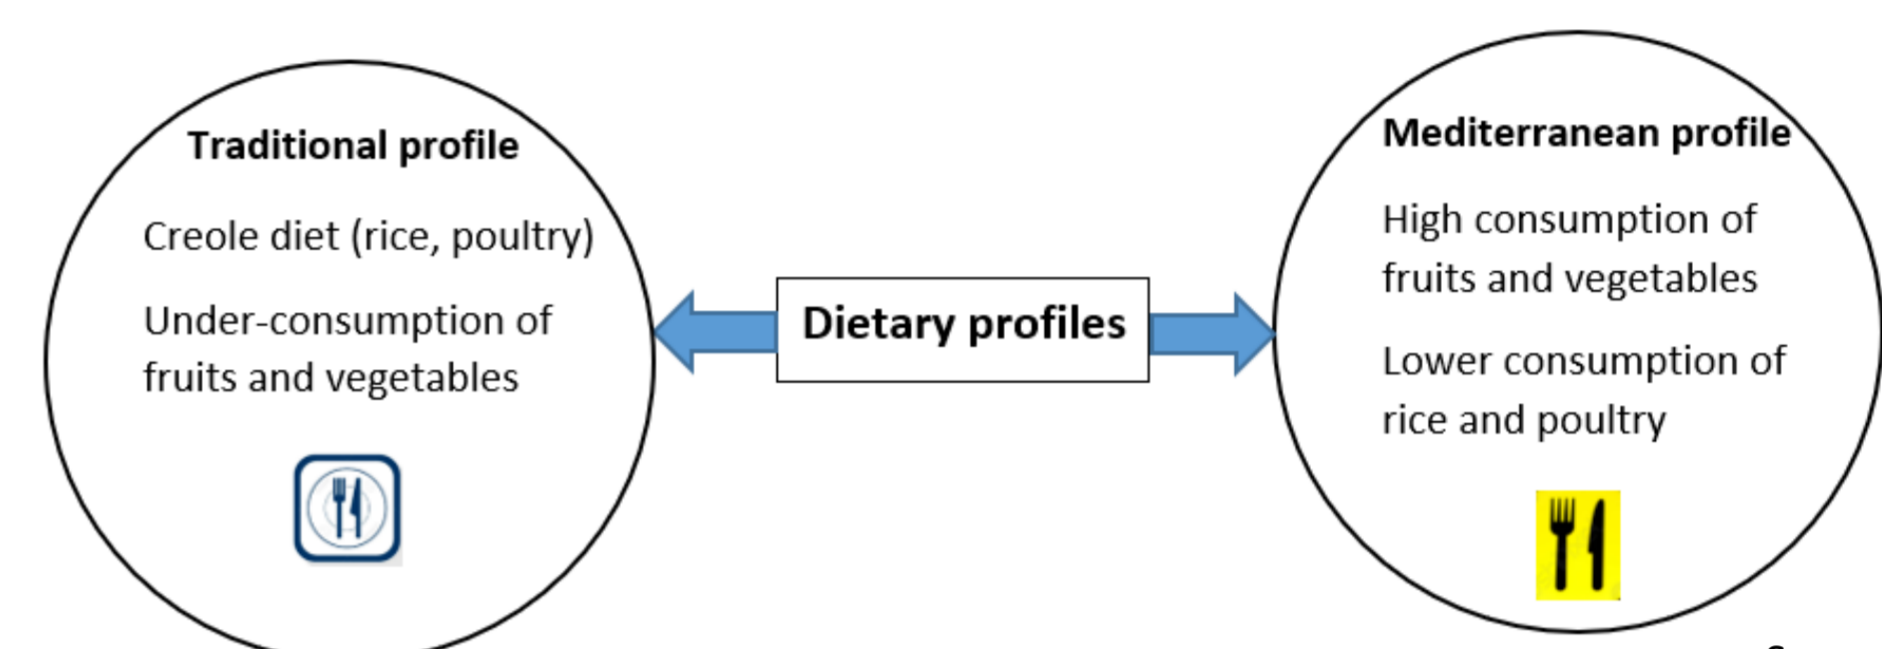 Traditional profile
Creole diet (rice, poultry)
Under-consumption of
fruits and vegetables
Dietary profiles
Mediterranean profile
High consumption of
fruits and vegetables
Lower consumption of
rice and poultry